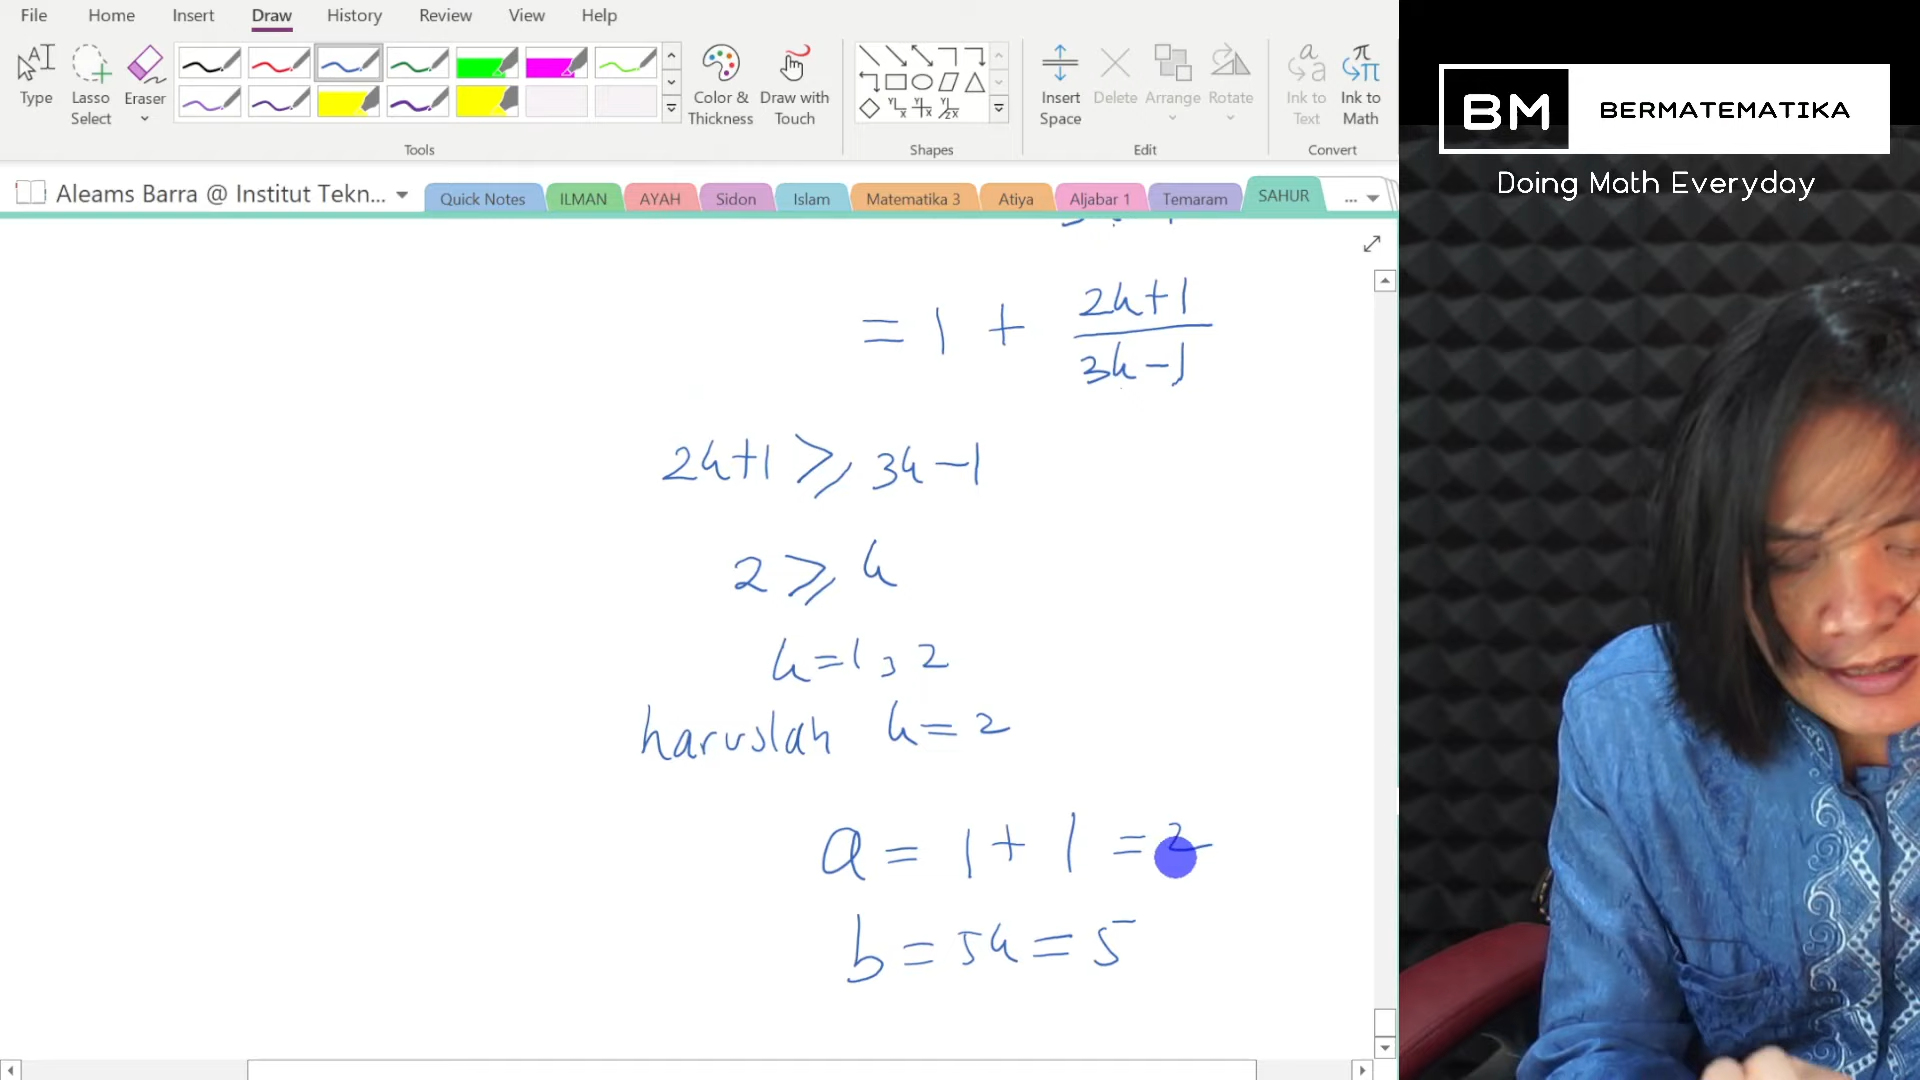 File Home Insert Draw History Review View Help
Type
Lasso Select
Eraser
Color & Thickness
Draw with Touch
Insert Space
Delete
Arrange
Rotate
Ink to Text
Ink to Math
Tools Shapes Edit Convert
Aleams Barra @ Institut Tekn...
Quick Notes ILMAN AYAH Sidon Islam Matematika 3 Atiya Aljabar 1 Temaram SAHUR ...
BM BERMATEMATIKA
Doing Math Everyday
= 1 + \frac{2k+1}{3k-1}
2k+1 ⩾ 3k-1
2 ⩾ k
k=1, 2
haruslah k = 2
a = 1 + 1 = 2
b = 5k = 5